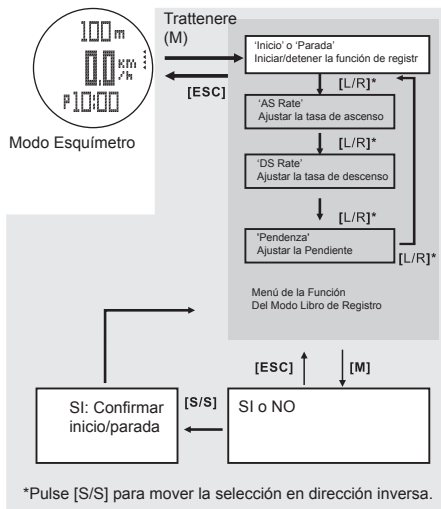 100m
Trattenere
(M)
0.0 KM/h
P10:00
[ESC]
Modo Esquímetro
'Inicio' o 'Parada'
Iniciar/detener la función de registr
[L/R]*
'AS Rate'
Ajustar la tasa de ascenso
[L/R]*
'DS Rate'
Ajustar la tasa de descenso
[L/R]*
'Pendenza'
Ajustar la Pendiente
[L/R]*
Menú de la Función
Del Modo Libro de Registro
[ESC]
[M]
SI: Confirmar
inicio/parada
[S/S]
SI o NO
*Pulse [S/S] para mover la selección en dirección inversa.